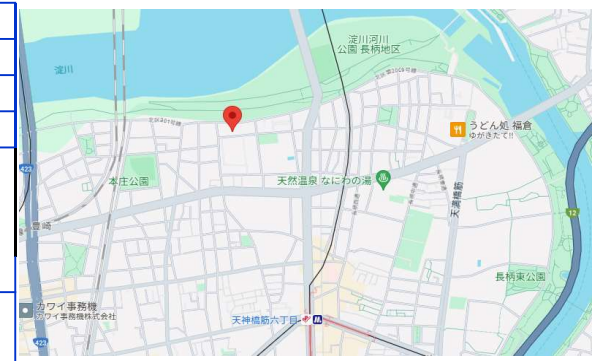 淀川河川
公園 長柄地区
淀川
うどん処 福倉
ゆがきたて!!
天然温泉 なにわの湯
本庄公園
423
天満橋筋
12
豊崎
長柄東公園
カワイ事務機
カワイ事務機株式会社
天神橋筋六丁目
423